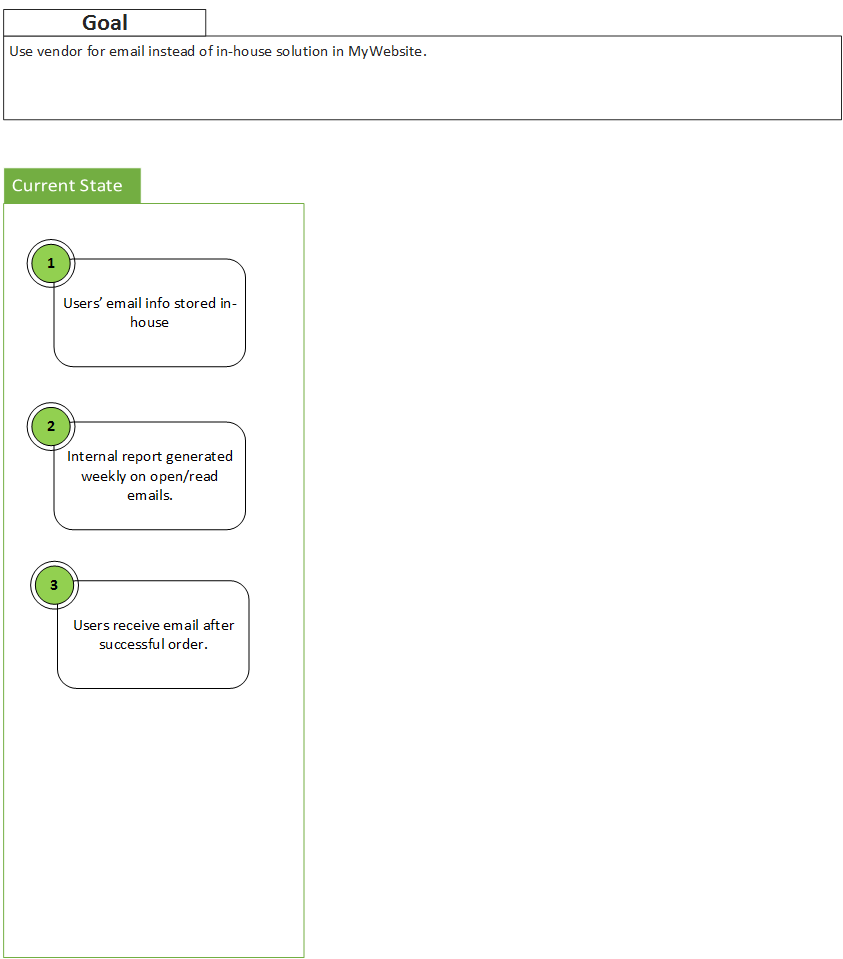 Goal
Use vendor for email instead of in-house solution in MyWebsite.
Current State
1
Users’ email info stored in-
house
2
Internal report generated
weekly on open/read
emails.
3
Users receive email after
successful order.